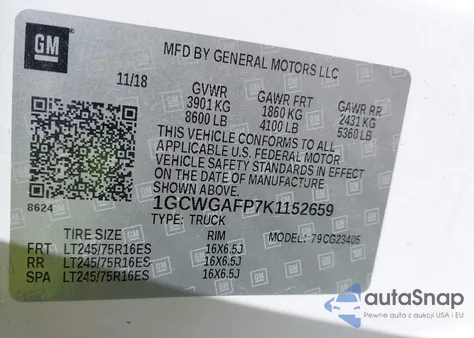 GM
MFD BY GENERAL MOTORS LLC
11/18
GVWR GAWR FRT GAWR RR
3901 KG 1860 KG 2431 KG
8600 LB 4100 LB 5360 LB
THIS VEHICLE CONFORMS TO ALL
APPLICABLE U.S. FEDERAL MOTOR
VEHICLE SAFETY STANDARDS IN EFFECT
ON THE DATE OF MANUFACTURE
SHOWN ABOVE.
8624
1GCWGAFP7K1152659
TYPE: TRUCK
TIRE SIZE RIM MODEL: 79CG23405
FRT LT245/75R16ES 16X6.5J
RR LT245/75R16ES 16X6.5J
SPA LT245/75R16ES 16X6.5J
autoSnap
Pewne auta z aukcji USA i EU